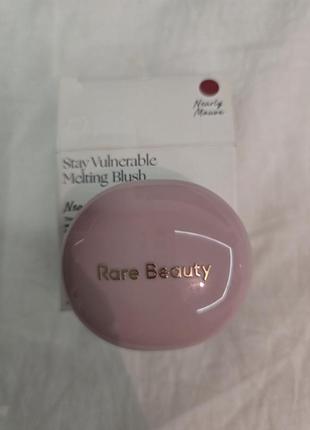 Nearly
Mauve
Stay Vulnerable
Melting Blush
Rare Beauty